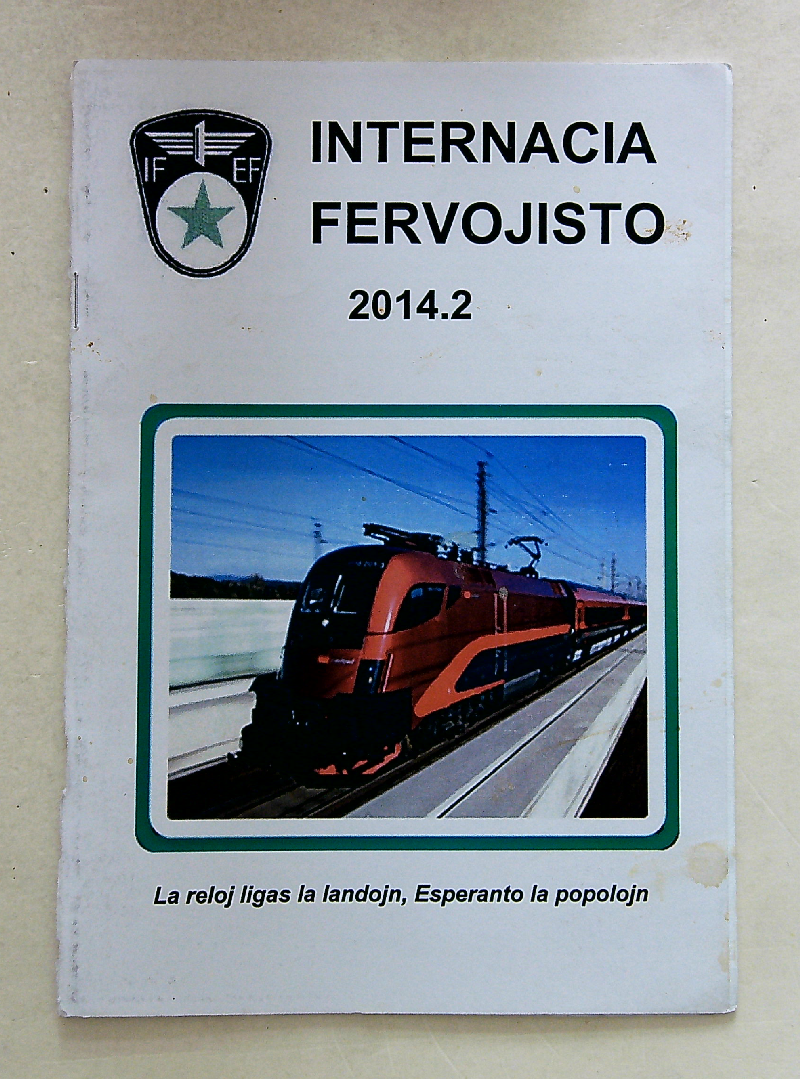 IF EF
INTERNACIA
FERVOJISTO
2014.2
La reloj ligas la landojn, Esperanto la popolojn